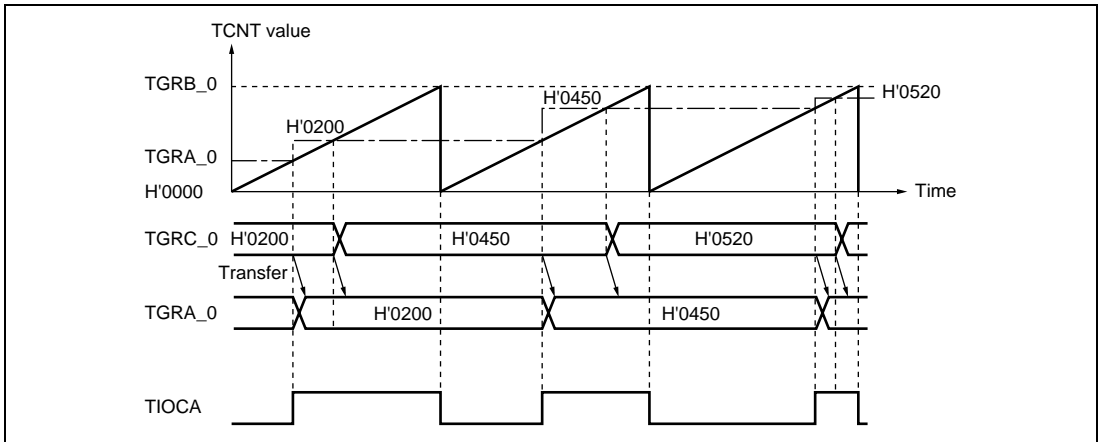 TCNT value
TGRB_0
H'0520
H'0450
H'0200
TGRA_0
H'0000
Time
TGRC_0 H'0200 H'0450 H'0520
Transfer
TGRA_0 H'0200 H'0450
TIOCA